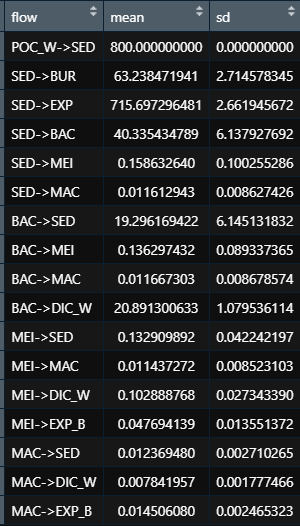 flow mean sd
POC_W->SED 800.000000000 0.000000000
SED->BUR 63.238471941 2.714578345
SED->EXP 715.697296481 2.661945672
SED->BAC 40.335434789 6.137927692
SED->MEI 0.158632640 0.100255286
SED->MAC 0.011612943 0.008627426
BAC->SED 19.296169422 6.145131832
BAC->MEI 0.136297432 0.089337365
BAC->MAC 0.011667303 0.008678574
BAC->DIC_W 20.891300633 1.079536114
MEI->SED 0.132909892 0.042242197
MEI->MAC 0.011437272 0.008523103
MEI->DIC_W 0.102888768 0.027343390
MEI->EXP_B 0.047694139 0.013551372
MAC->SED 0.012369480 0.002710265
MAC->DIC_W 0.007841957 0.001777466
MAC->EXP_B 0.014506080 0.002465323